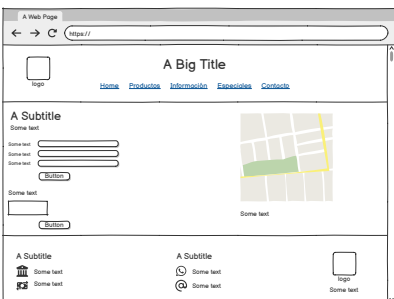 A Web Page
https://
A Big Title
logo
Home Productos Información Especiales Contacto
A Subtitle
Some text
Some text
Some text
Some text
Button
Some text
Button
Some text
A Subtitle
Some text
Some text
A Subtitle
Some text
Some text
logo
Some text